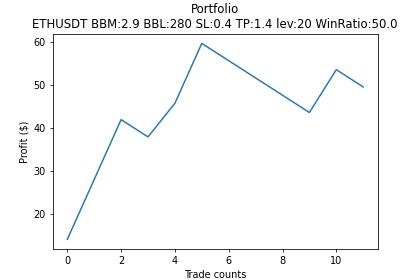 Portfolio
ETHUSDT BBM:2.9 BBL:280 SL:0.4 TP:1.4 lev:20 WinRatio:50.0
60
50
40
30
20
Profit ($)
0 2 4 6 8 10
Trade counts